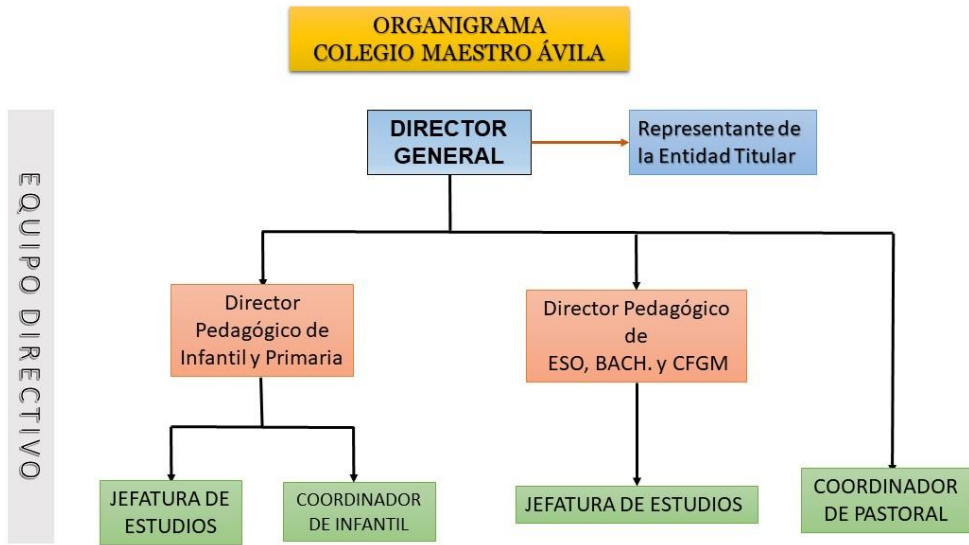 ORGANIGRAMA
COLEGIO MAESTRO ÁVILA
EQUIPO DIRECTIVO
DIRECTOR
GENERAL
Representante de
la Entidad Titular
Director
Pedagógico de
Infantil y Primaria
Director Pedagógico
de
ESO, BACH. y CFGM
JEFATURA DE
ESTUDIOS
COORDINADOR
DE INFANTIL
JEFATURA DE ESTUDIOS
COORDINADOR
DE PASTORAL